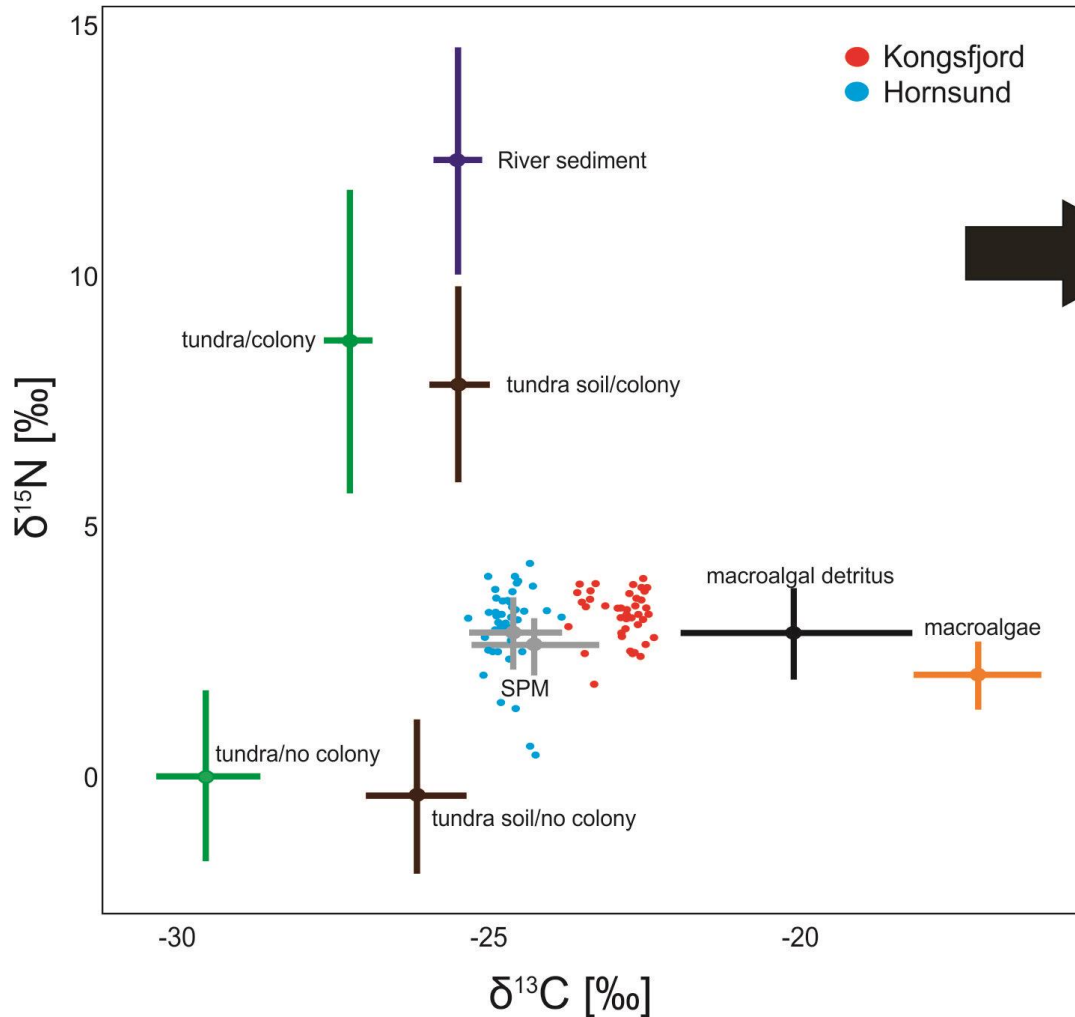 15
Kongsfjord
Hornsund
River sediment
10
tundra/colony
tundra soil/colony
δ¹⁵N [‰]
5
macroalgal detritus
macroalgae
SPM
tundra/no colony
0
tundra soil/no colony
-30
-25
-20
δ¹³C [‰]